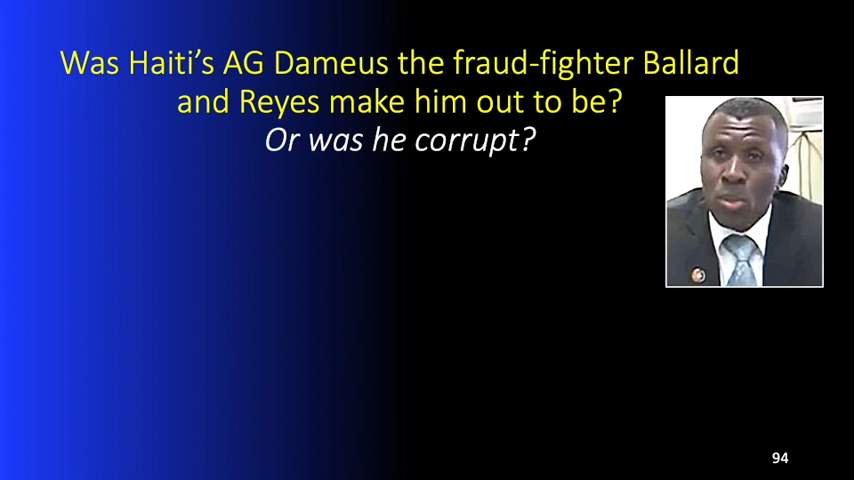 Was Haiti's AG Dameus the fraud-fighter Ballard
and Reyes make him out to be?
Or was he corrupt?
94